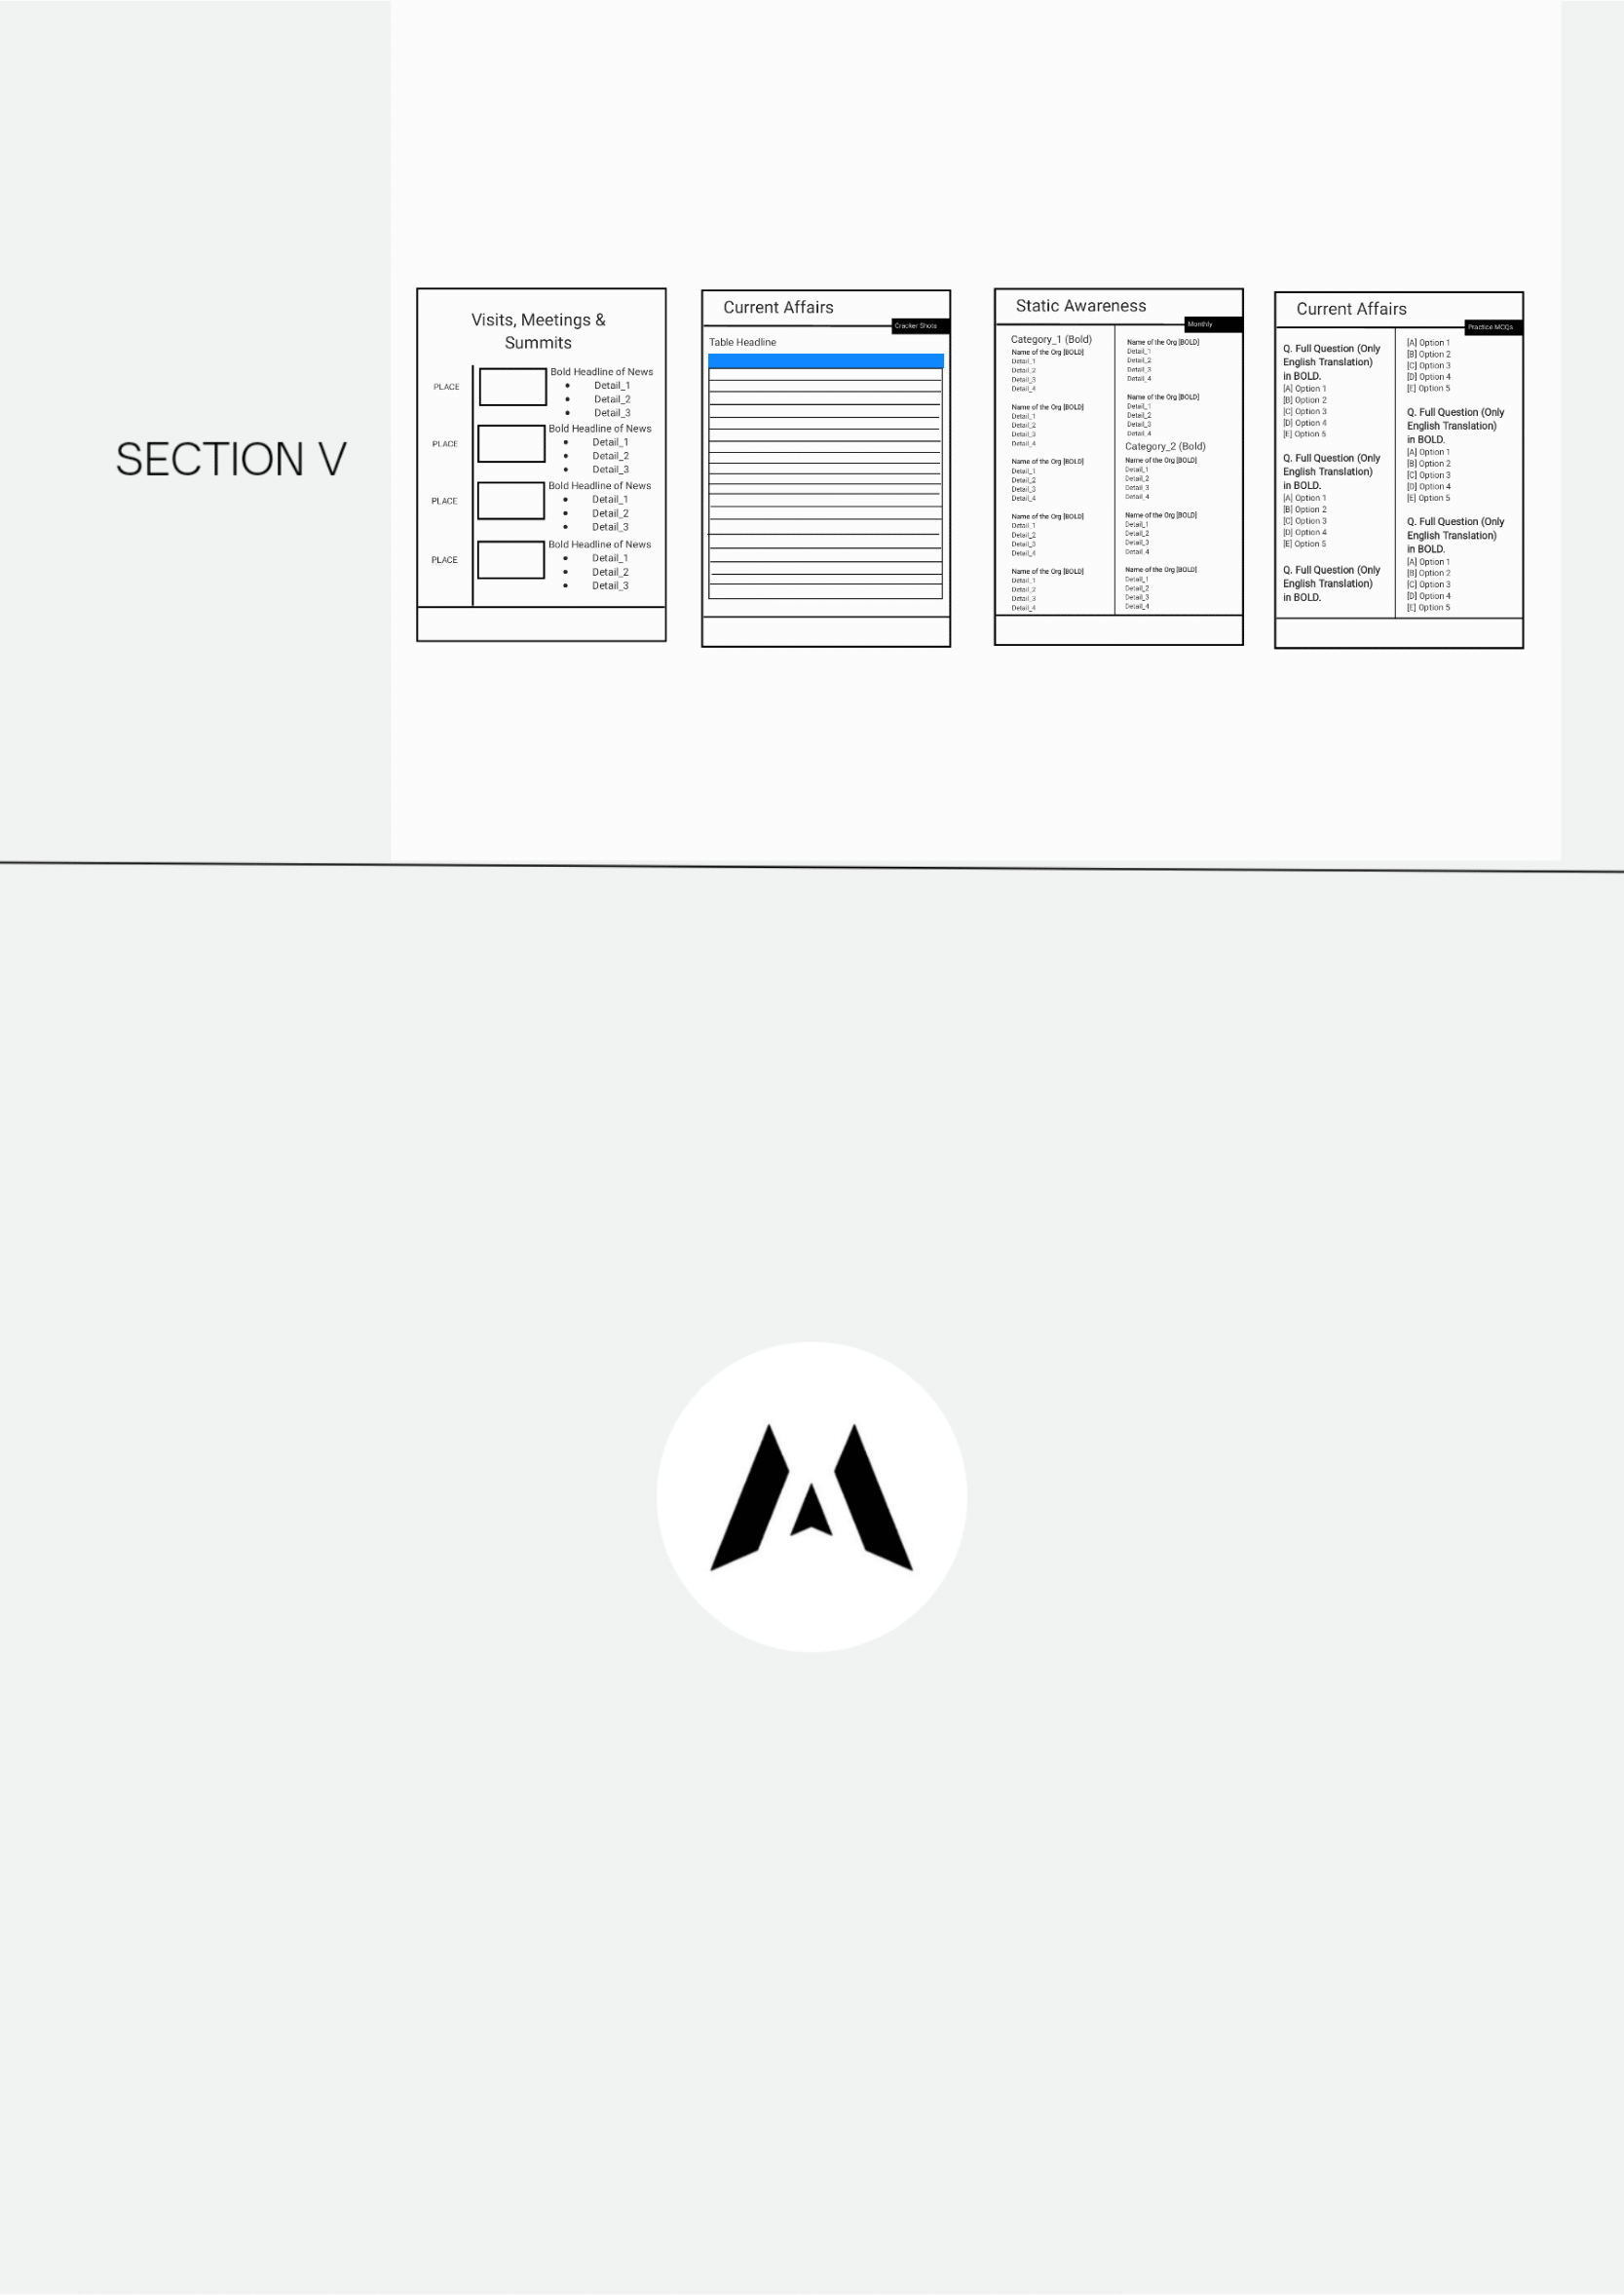 SECTION V
Visits, Meetings &
Summits
PLACE
Bold Headline of News
Detail_1
Detail_2
Detail_3
PLACE
Bold Headline of News
Detail_1
Detail_2
Detail_3
PLACE
Bold Headline of News
Detail_1
Detail_2
Detail_3
PLACE
Bold Headline of News
Detail_1
Detail_2
Detail_3
Current Affairs
Cracker Shots
Table Headline
Static Awareness
Monthly
Category_1 (Bold)
Name of the Org [BOLD]
Detail_1
Detail_2
Detail_3
Detail_4
Name of the Org [BOLD]
Detail_1
Detail_2
Detail_3
Detail_4
Name of the Org [BOLD]
Detail_1
Detail_2
Detail_3
Detail_4
Name of the Org [BOLD]
Detail_1
Detail_2
Detail_3
Detail_4
Name of the Org [BOLD]
Detail_1
Detail_2
Detail_3
Detail_4
Name of the Org [BOLD]
Detail_1
Detail_2
Detail_3
Detail_4
Name of the Org [BOLD]
Detail_1
Detail_2
Detail_3
Detail_4
Category_2 (Bold)
Name of the Org [BOLD]
Detail_1
Detail_2
Detail_3
Detail_4
Name of the Org [BOLD]
Detail_1
Detail_2
Detail_3
Detail_4
Name of the Org [BOLD]
Detail_1
Detail_2
Detail_3
Detail_4
Current Affairs
Practice MCQs
Q. Full Question (Only
English Translation)
in BOLD.
[A] Option 1
[B] Option 2
[C] Option 3
[D] Option 4
[E] Option 5
Q. Full Question (Only
English Translation)
in BOLD.
[A] Option 1
[B] Option 2
[C] Option 3
[D] Option 4
[E] Option 5
Q. Full Question (Only
English Translation)
in BOLD.
[A] Option 1
[B] Option 2
[C] Option 3
[D] Option 4
[E] Option 5
Q. Full Question (Only
English Translation)
in BOLD.
[A] Option 1
[B] Option 2
[C] Option 3
[D] Option 4
[E] Option 5
Q. Full Question (Only
English Translation)
in BOLD.
[A] Option 1
[B] Option 2
[C] Option 3
[D] Option 4
[E] Option 5